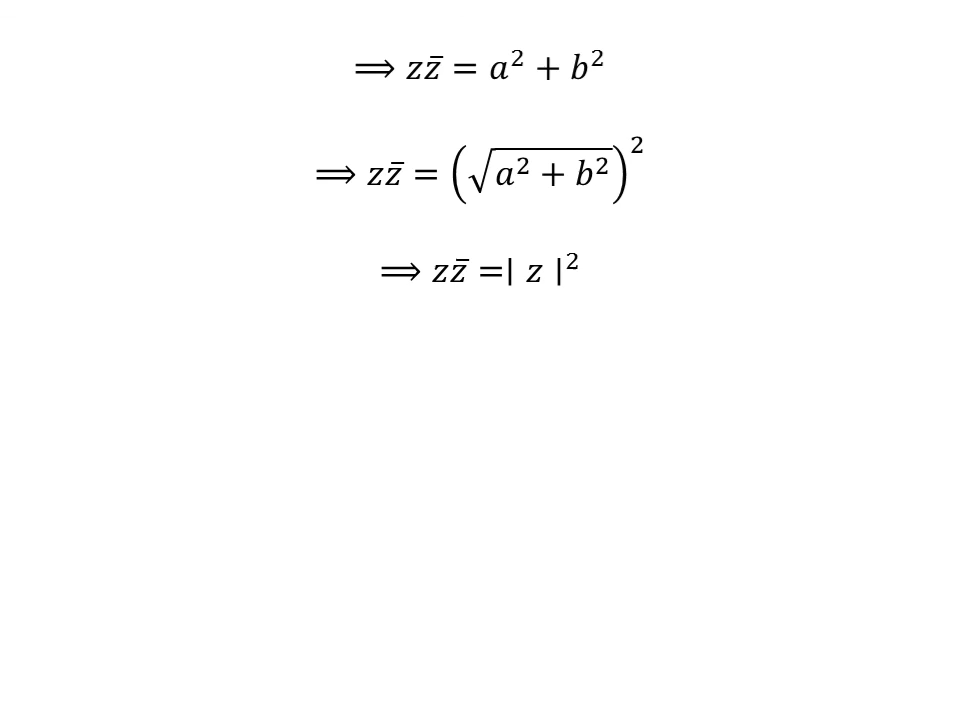 ⟹ zz̄ = a² + b²
⟹ zz̄ = (√(a² + b²))²
⟹ zz̄ =∣ z ∣²